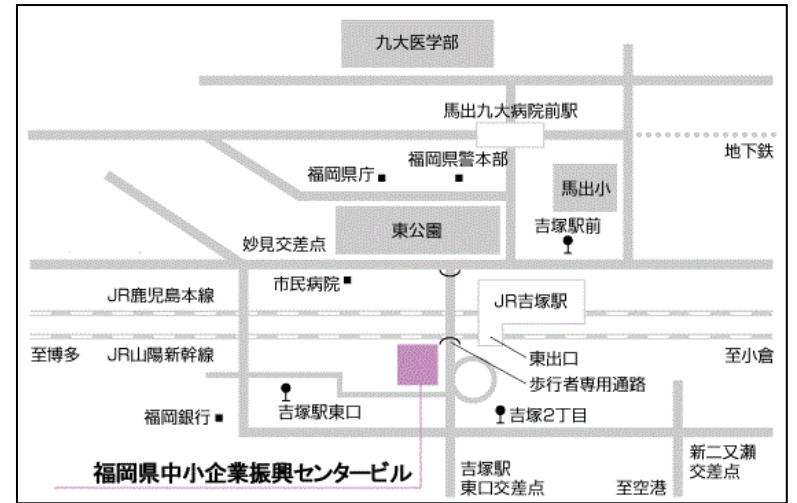 九大医学部
馬出九大病院前駅
地下鉄
福岡県警本部
福岡県庁
馬出小
吉塚駅前
東公園
妙見交差点
市民病院
JR鹿児島本線
JR吉塚駅
至博多
JR山陽新幹線
東出口
至小倉
歩行者専用通路
吉塚駅東口
福岡銀行
吉塚2丁目
福岡県中小企業振興センタービル
吉塚駅
東口交差点
至空港
新二又瀬
交差点